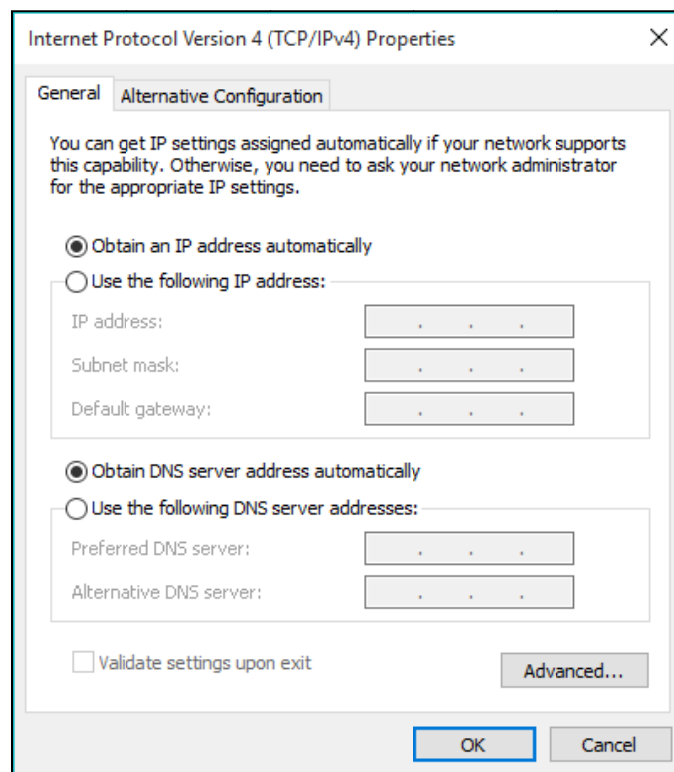 Internet Protocol Version 4 (TCP/IPv4) Properties
General
Alternative Configuration
You can get IP settings assigned automatically if your network supports
this capability. Otherwise, you need to ask your network administrator
for the appropriate IP settings.
Obtain an IP address automatically
Use the following IP address:
IP address:
. . .
Subnet mask:
. . .
Default gateway:
. . .
Obtain DNS server address automatically
Use the following DNS server addresses:
Preferred DNS server:
. . .
Alternative DNS server:
. . .
Validate settings upon exit
Advanced...
OK
Cancel